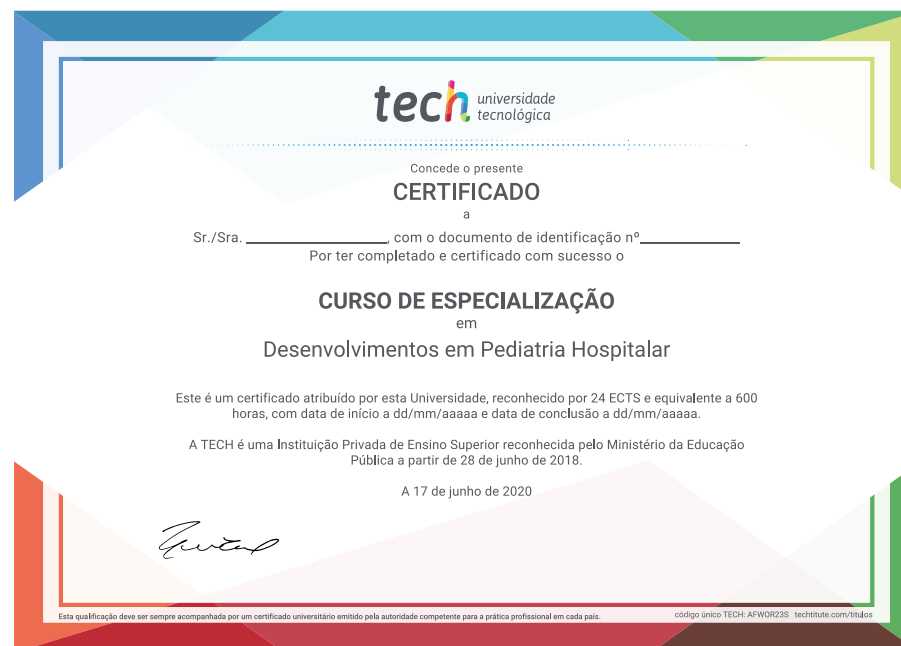 tech universidade
tecnológica
Concede o presente
CERTIFICADO
a
Sr./Sra. ________________, com o documento de identificação nº____________
Por ter completado e certificado com sucesso o
CURSO DE ESPECIALIZAÇÃO
em
Desenvolvimentos em Pediatria Hospitalar
Este é um certificado atribuído por esta Universidade, reconhecido por 24 ECTS e equivalente a 600
horas, com data de início a dd/mm/aaaaa e data de conclusão a dd/mm/aaaaa.
A TECH é uma Instituição Privada de Ensino Superior reconhecida pelo Ministério da Educação
Pública a partir de 28 de junho de 2018.
A 17 de junho de 2020
Esta qualificação deve ser sempre acompanhada por um certificado universitário emitido pela autoridade competente para a prática profissional em cada país.
código único TECH: AFWOR23S techtitute.com/titulos